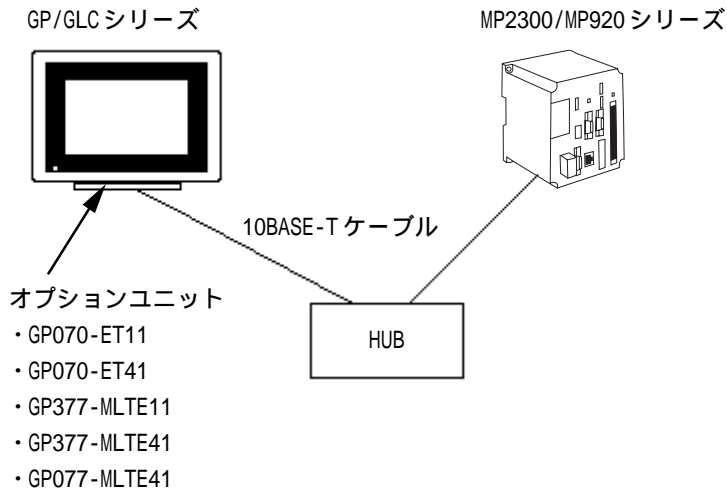 GP/GLCシリーズ
MP2300/MP920シリーズ
10BASE-Tケーブル
HUB
オプションユニット
・GP070-ET11
・GP070-ET41
・GP377-MLTE11
・GP377-MLTE41
・GP077-MLTE41